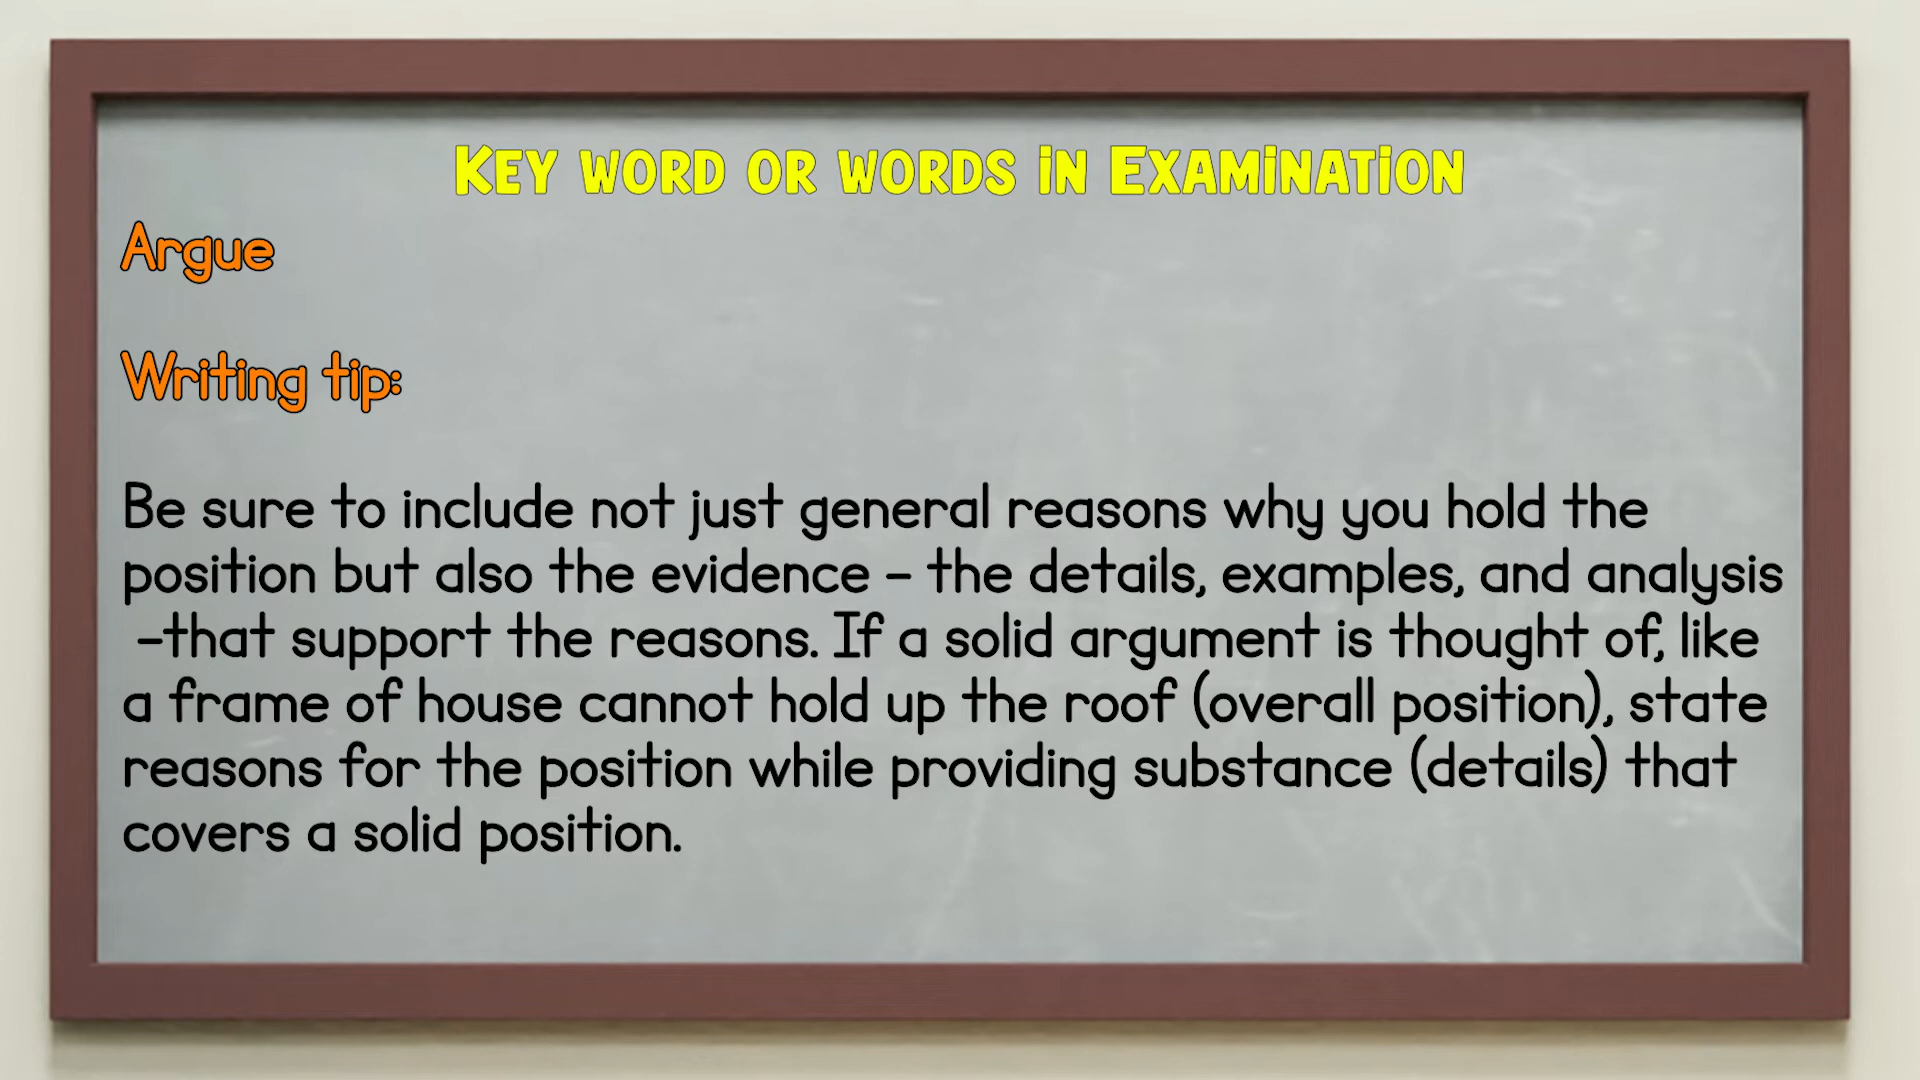 Key word or words in Examination
Argue
Writing tip:
Be sure to include not just general reasons why you hold the
position but also the evidence – the details, examples, and analysis
–that support the reasons. If a solid argument is thought of, like
a frame of house cannot hold up the roof (overall position), state
reasons for the position while providing substance (details) that
covers a solid position.